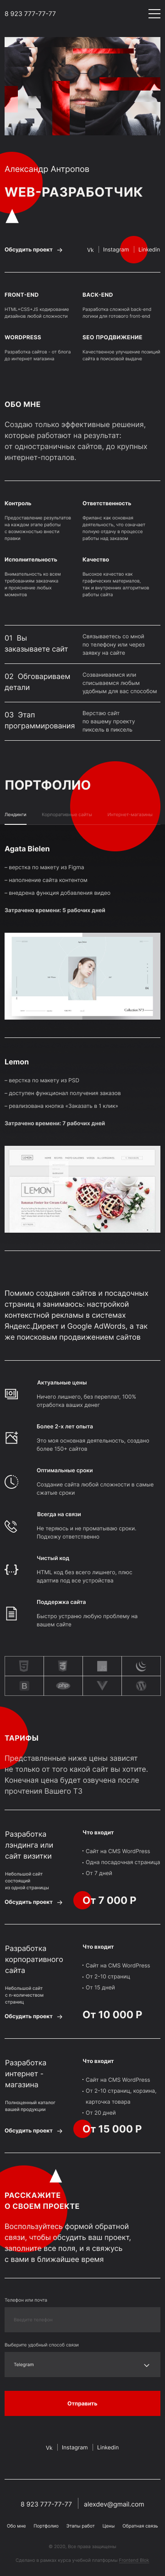 8 923 777-77-77
Александр Антропов
WEB-РАЗРАБОТЧИК
Обсудить проект →
Vk | Instagram | Linkedin
FRONT-END
HTML+CSS+JS кодирование
дизайнов любой сложности
BACK-END
Разработка сложной back-end
логики для готового front-end
WORDPRESS
Разработка сайтов - от блога
до интернет магазина
SEO ПРОДВИЖЕНИЕ
Качественное улучшение позиций
сайта в поисковой выдаче
ОБО МНЕ
Создаю только эффективные решения,
которые работают на результат:
от одностраничных сайтов, до крупных
интернет-порталов.
Контроль
Предоставление результатов
на каждом этапе работы
с возможностью внести
правки
Ответственность
Фриланс как основная
деятельность, что означает
полную отдачу в процессе
работы над заказом
Исполнительность
Внимательность ко всем
требованиям заказчика
и пояснение любых
моментов
Качество
Высокое качество как
графических материалов,
так и внутренних алгоритмов
работы сайта
01 Вы
заказываете сайт
Связываетесь со мной
по телефону или через
заявку на сайте
02 Обговариваем
детали
Созваниваемся или
списываемся любым
удобным для вас способом
03 Этап
программирования
Верстаю сайт
по вашему проекту
пиксель в пиксель
ПОРТФОЛИО
Лендинги
Корпоративные сайты
Интернет-магазины
Agata Bielen
– верстка по макету из Figma
– наполнение сайта контентом
– внедрена функция добавления видео
Затрачено времени: 5 рабочих дней
Collection N°3
Lemon
– верстка по макету из PSD
– доступен функционал получения заказов
– реализована кнопка «Заказать в 1 клик»
Затрачено времени: 7 рабочих дней
LEMON
Помимо создания сайтов и посадочных
страниц я занимаюсь: настройкой
контекстной рекламы в системах
Яндекс.Директ и Google AdWords, а так
же поисковым продвижением сайтов
Актуальные цены
Ничего лишнего, без переплат, 100%
отработка ваших денег
Более 2-х лет опыта
Это моя основная деятельность, создано
более 150+ сайтов
Оптимальные сроки
Создание сайта любой сложности в самые
сжатые сроки
Всегда на связи
Не теряюсь и не проматываю сроки.
Подхожу ответственно
Чистый код
HTML код без всего лишнего, плюс
адаптив под все устройства
Поддержка сайта
Быстро устраню любую проблему на
вашем сайте
php
ТАРИФЫ
Представленные ниже цены зависят
не только от того какой сайт вы хотите.
Конечная цена будет озвучена после
прочтения Вашего ТЗ
Разработка
лэндинга или
сайт визитки
Небольшой сайт
состоящий
из одной страницы
Обсудить проект →
Что входит
• Сайт на CMS WordPress
• Одна посадочная страница
• От 7 дней
От 7 000 Р
Разработка
корпоративного
сайта
Небольшой сайт
с n-количеством
страниц
Обсудить проект →
Что входит
• Сайт на CMS WordPress
• От 2-10 страниц
• От 15 дней
От 10 000 Р
Разработка
интернет -
магазина
Полноценный каталог
вашей продукции
Обсудить проект →
Что входит
• Сайт на CMS WordPress
• От 2-10 страниц, корзина,
карточка товара
• От 20 дней
От 15 000 Р
РАССКАЖИТЕ
О СВОЕМ ПРОЕКТЕ
Воспользуйтесь формой обратной
связи, чтобы обсудить ваш проект,
заполните все поля, и я свяжусь
с вами в ближайшее время
Телефон или почта
Введите телефон
Выберите удобный способ связи
Telegram
Отправить
Vk | Instagram | Linkedin
8 923 777-77-77 | alexdev@gmail.com
Обо мне Портфолио Этапы работ Цены Обратная связь
© 2020, Все права защищены